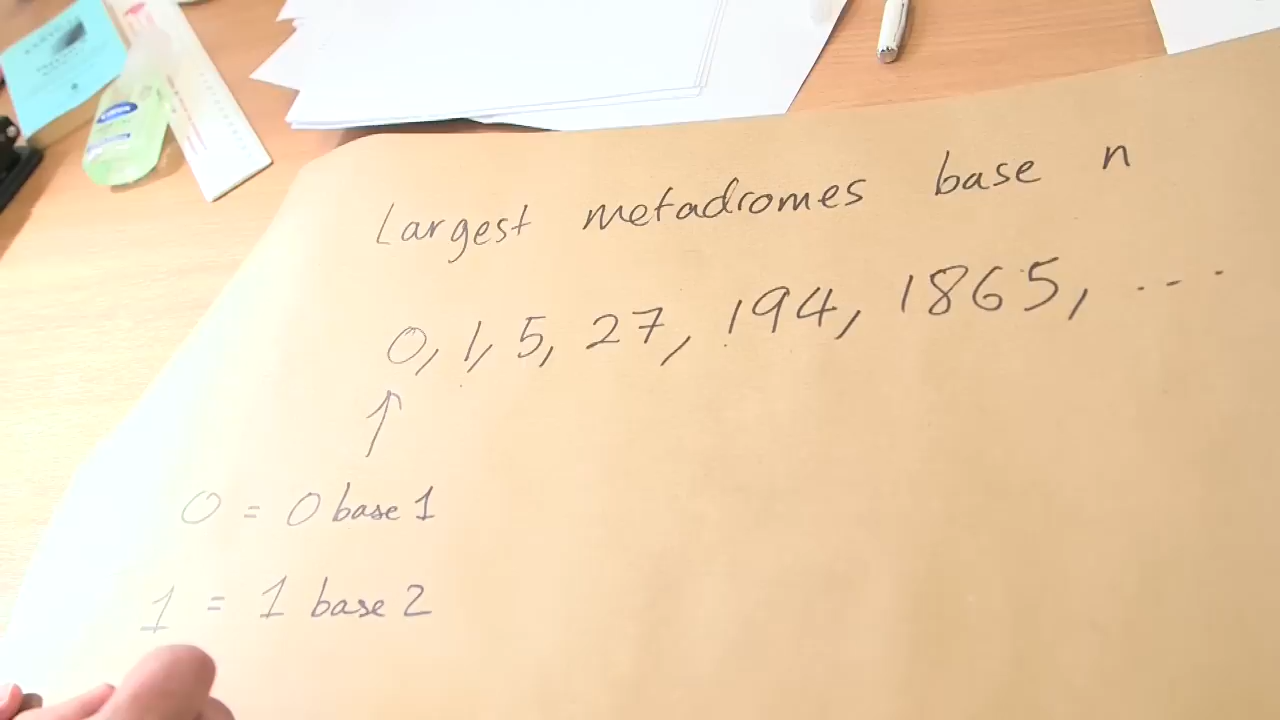 Largest metadromes base n
0, 1, 5, 27, 194, 1865, ...
0 = 0 base 1
1 = 1 base 2